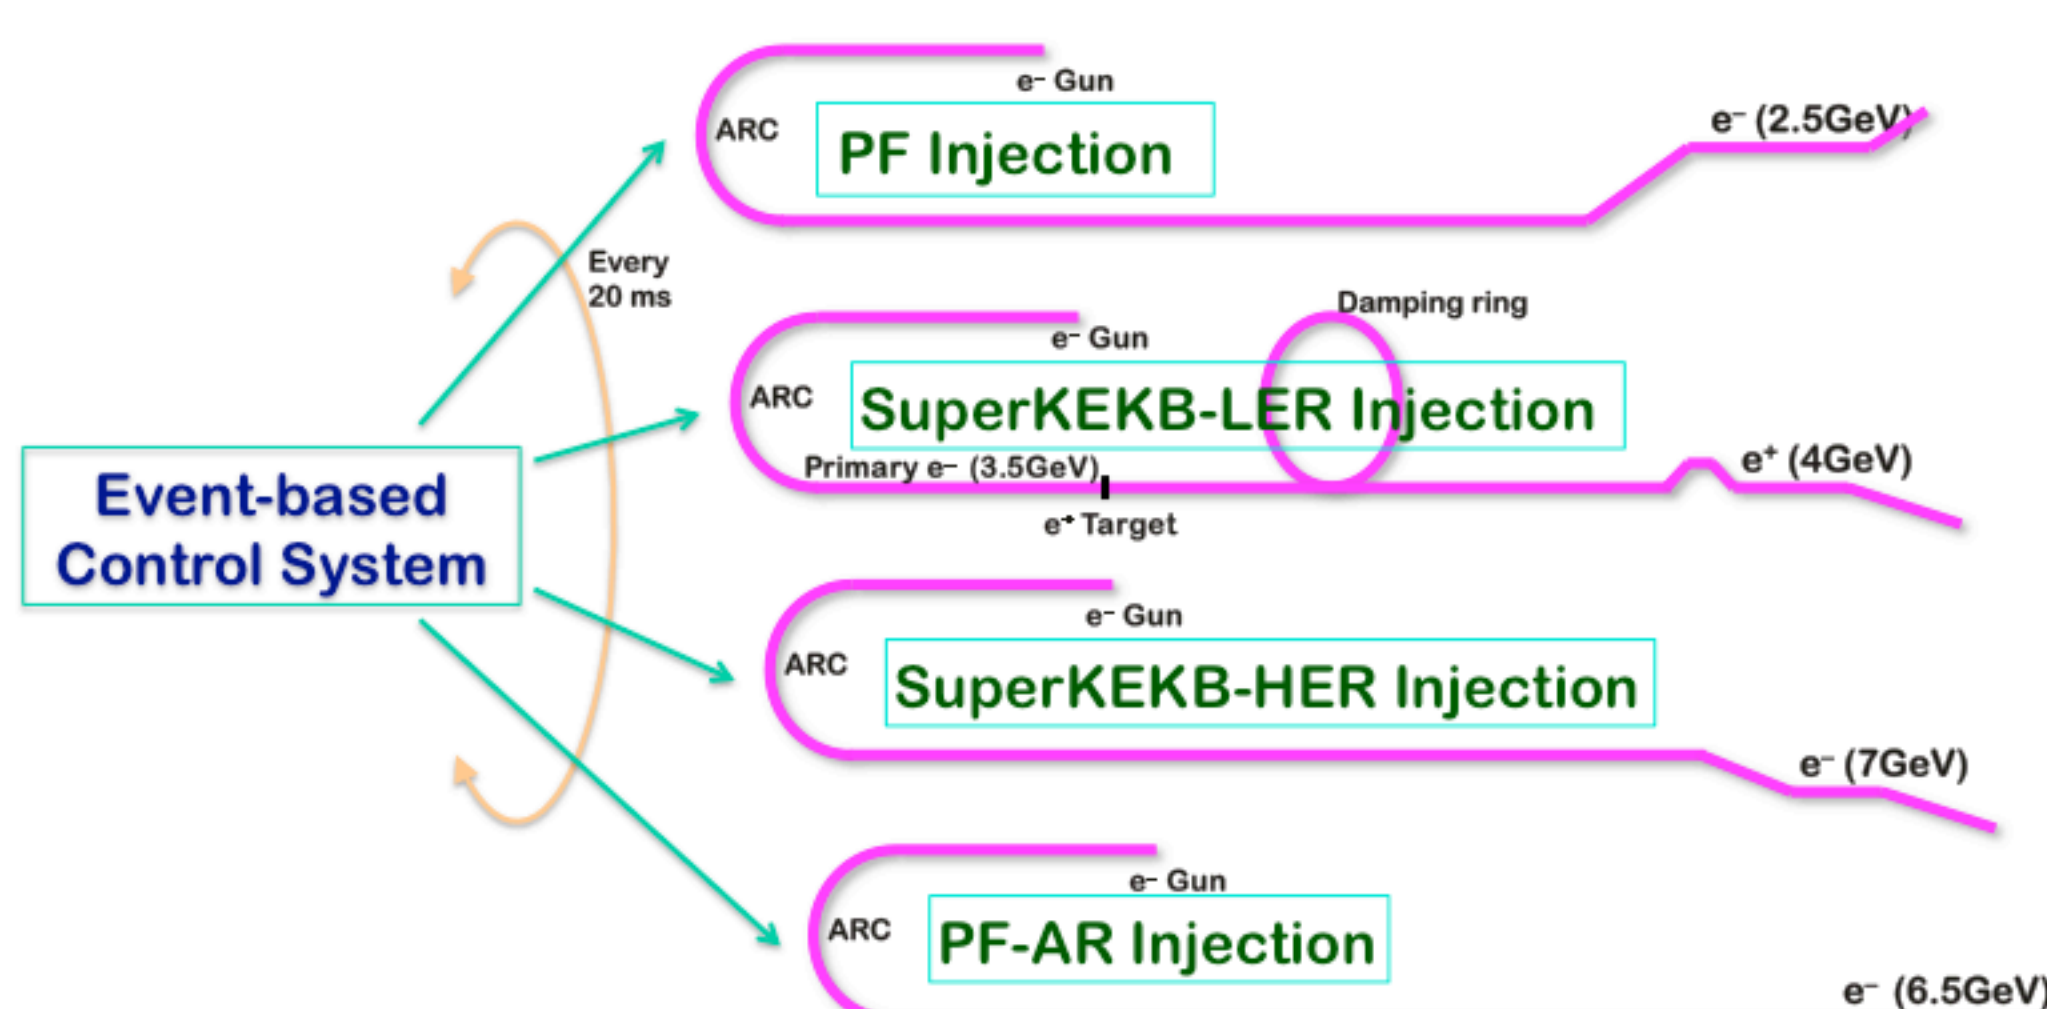 e– Gun
ARC
PF Injection
e– (2.5GeV)
Every
20 ms
Damping ring
e– Gun
ARC
SuperKEKB-LER Injection
Primary e– (3.5GeV)
e+ (4GeV)
e+ Target
Event-based
Control System
e– Gun
ARC
SuperKEKB-HER Injection
e– (7GeV)
e– Gun
ARC
PF-AR Injection
e– (6.5GeV)